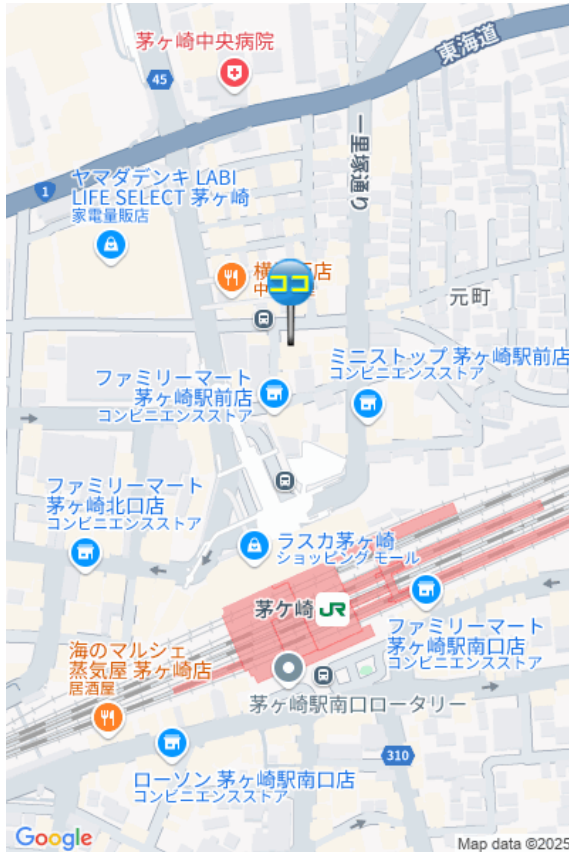 茅ヶ崎中央病院
東海道
45
一里塚通り
1
ヤマダデンキ LABI
LIFE SELECT 茅ヶ崎
家電量販店
横
店
中
ココ
元町
ミニストップ 茅ヶ崎駅前店
コンビニエンスストア
ファミリーマート
茅ヶ崎駅前店
コンビニエンスストア
ファミリーマート
茅ヶ崎北口店
コンビニエンスストア
ラスカ茅ヶ崎
ショッピング モール
茅ケ崎 JR
ファミリーマート
茅ヶ崎駅南口店
コンビニエンスストア
海のマルシェ
蒸気屋 茅ヶ崎店
居酒屋
茅ヶ崎駅南口ロータリー
310
ローソン 茅ヶ崎駅南口店
コンビニエンスストア
Google
Map data ©2025